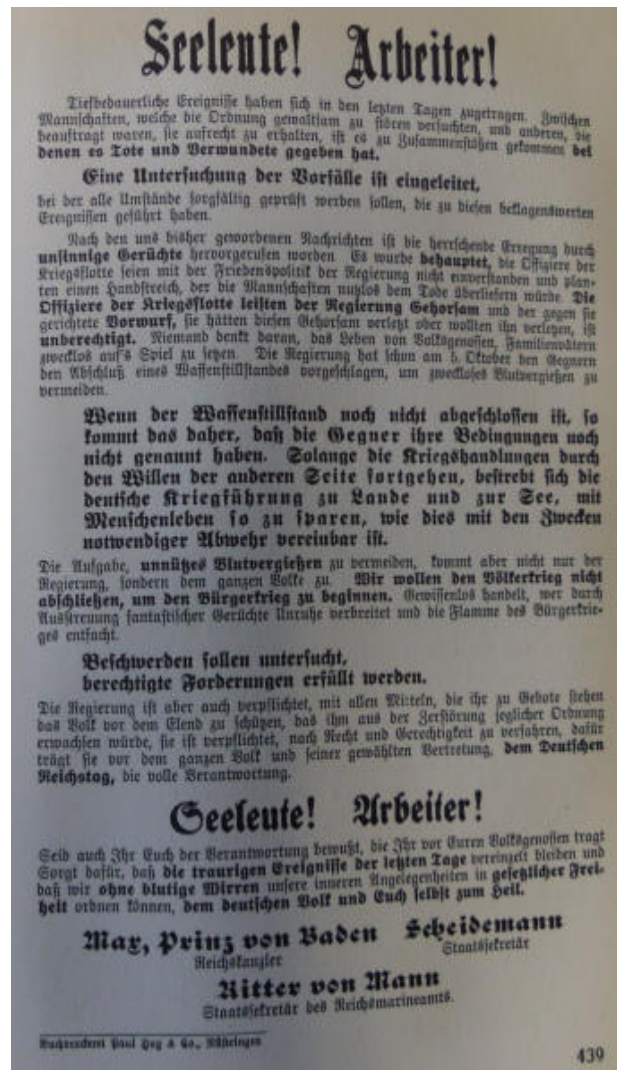 Seeleute! Arbeiter!
Tiefbedauerliche Ereignisse haben sich in den letzten Tagen zugetragen. Zwischen
Mannschaften, welche die Ordnung gewaltsam zu stören versuchten, und anderen, die
beauftragt waren, sie aufrecht zu erhalten, ist es zu Zusammenstößen gekommen bei
denen es Tote und Verwundete gegeben hat.
Eine Untersuchung der Vorfälle ist eingeleitet,
bei der alle Umstände sorgfältig geprüft werden sollen, die zu diesen beklagenswerten
Ereignissen geführt haben.
Nach den uns bisher gewordenen Nachrichten ist die herrschende Erregung durch
unsinnige Gerüchte hervorgerufen worden. Es wurde behauptet, die Offiziere der
Kriegsflotte seien mit der Friedenspolitik der Regierung nicht einverstanden und plan-
ten einen Handstreich, der die Mannschaften nutzlos dem Tode überliefern würde. Die
Offiziere der Kriegsflotte leisten der Regierung Gehorsam und der gegen sie
gerichtete Vorwurf, sie hätten diesen Gehorsam verletzt oder wollten ihn verletzen, ist
unberechtigt. Niemand denkt daran, das Leben von Volksgenossen, Familienvätern
zwecklos auf's Spiel zu setzen. Die Regierung hat schon am 5. Oktober den Gegnern
den Abschluß eines Waffenstillstandes vorgeschlagen, um zweckloses Blutvergießen zu
vermeiden.
Wenn der Waffenstillstand noch nicht abgeschlossen ist, so
kommt das daher, daß die Gegner ihre Bedingungen noch
nicht genannt haben. Solange die Kriegshandlungen durch
den Willen der anderen Seite fortgehen, bestrebt sich die
deutsche Kriegführung zu Lande und zur See, mit
Menschenleben so zu sparen, wie dies mit den Zwecken
notwendiger Abwehr vereinbar ist.
Die Aufgabe, unnützes Blutvergießen zu vermeiden, kommt aber nicht nur der
Regierung, sondern dem ganzen Volke zu. Wir wollen den Völkerkrieg nicht
abschließen, um den Bürgerkrieg zu beginnen. Gewissenlos handelt, wer durch
Ausstreuung fantastischer Gerüchte Unruhe verbreitet und die Flamme des Bürgerkrie-
ges entfacht.
Beschwerden sollen untersucht,
berechtigte Forderungen erfüllt werden.
Die Regierung ist aber auch verpflichtet, mit allen Mitteln, die ihr zu Gebote stehen
das Volk vor dem Elend zu schützen, das ihm aus der Zerstörung jeglicher Ordnung
erwachsen würde, sie ist verpflichtet, nach Recht und Gerechtigkeit zu verfahren, dafür
trägt sie vor dem ganzen Volk und seiner gewählten Vertretung, dem Deutschen
Reichstag, die volle Verantwortung.
Seeleute! Arbeiter!
Seid auch Ihr Euch der Verantwortung bewußt, die Ihr vor Euren Volksgenossen tragt
Sorgt dafür, daß die traurigen Ereignisse der letzten Tage vereinzelt bleiben und
daß wir ohne blutige Wirren unsere inneren Angelegenheiten in gesetzlicher Frei-
heit ordnen können, dem deutschen Volk und Euch selbst zum Heil.
Max, Prinz von Baden Scheidemann
Reichskanzler Staatssekretär
Ritter von Mann
Staatssekretär des Reichsmarineamts.
Buchdruckerei Paul Hug & Co., Rüstringen
439